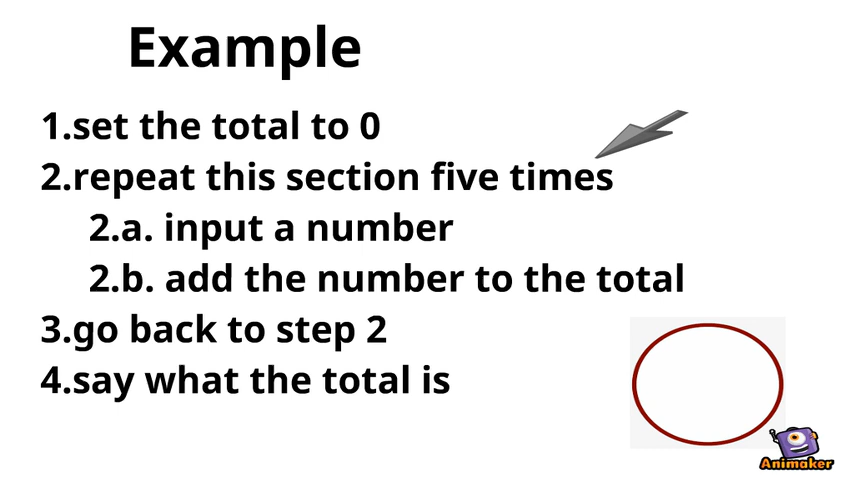 Example
1.set the total to 0
2.repeat this section five times
2.a. input a number
2.b. add the number to the total
3.go back to step 2
4.say what the total is
Animaker